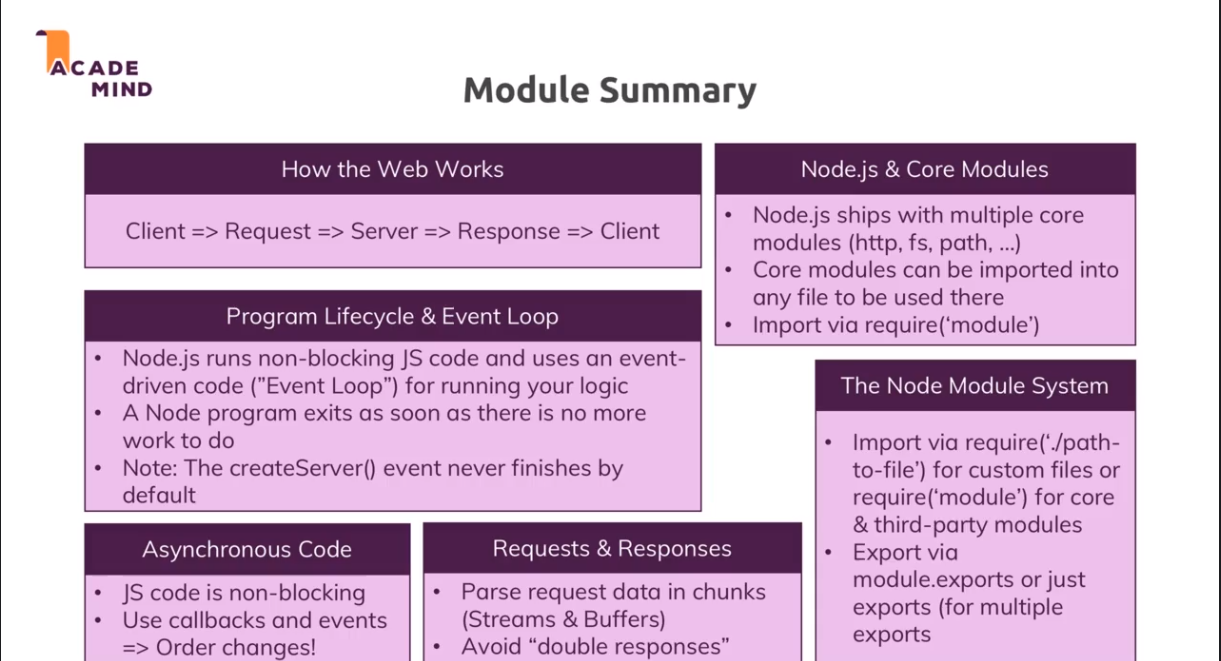 ACADE
MIND
Module Summary
How the Web Works
Client => Request => Server => Response => Client
Program Lifecycle & Event Loop
• Node.js runs non-blocking JS code and uses an event-
driven code (”Event Loop”) for running your logic
• A Node program exits as soon as there is no more
work to do
• Note: The createServer() event never finishes by
default
Asynchronous Code
• JS code is non-blocking
• Use callbacks and events
=> Order changes!
Requests & Responses
• Parse request data in chunks
(Streams & Buffers)
• Avoid “double responses”
Node.js & Core Modules
• Node.js ships with multiple core
modules (http, fs, path, …)
• Core modules can be imported into
any file to be used there
• Import via require(‘module’)
The Node Module System
• Import via require(‘./path-
to-file’) for custom files or
require(‘module’) for core
& third-party modules
• Export via
module.exports or just
exports (for multiple
exports